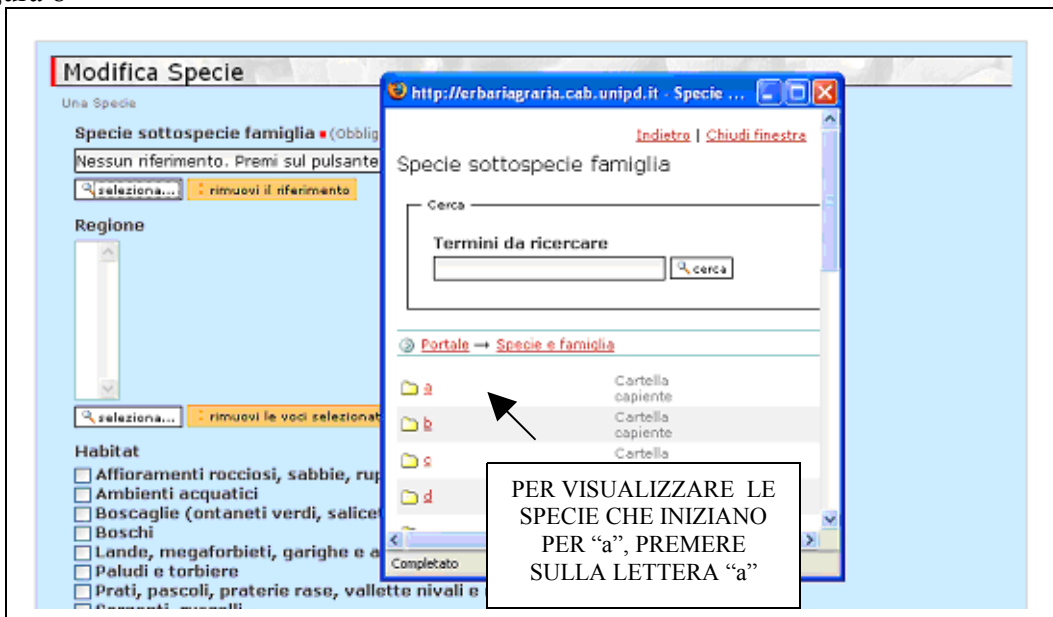 Modifica Specie
Una Specie
Specie sottospecie famiglia (Obblig
Nessun riferimento. Premi sul pulsante
seleziona... rimuovi il riferimento
Regione
seleziona... rimuovi le voci selezionat
Habitat
Affioramenti rocciosi, sabbie, rup
Ambienti acquatici
Boscaglie (ontaneti verdi, salicet
Boschi
Lande, megaforbieti, garighe e a
Paludi e torbiere
Prati, pascoli, praterie rase, vallette nivali e
http://erbariagraria.cab.unipd.it - Specie ...
Indietro | Chiudi finestra
Specie sottospecie famiglia
Cerca
Termini da ricercare
cerca
Portale → Specie e famiglia
a Cartella
capiente
b Cartella
capiente
c Cartella
d
Completato
PER VISUALIZZARE LE
SPECIE CHE INIZIANO
PER “a”, PREMERE
SULLA LETTERA “a”